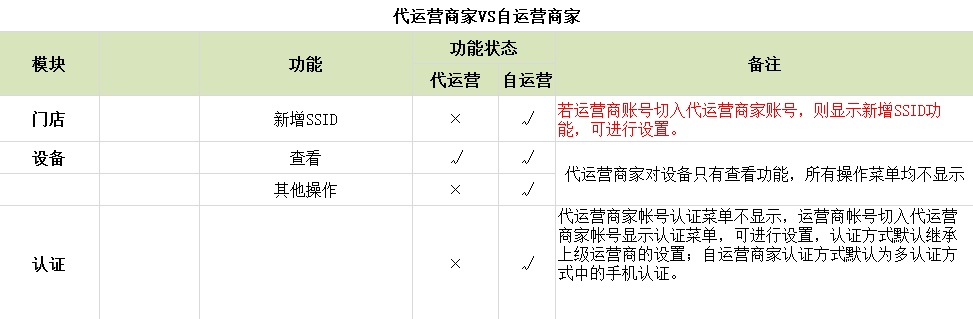 代运营商家VS自运营商家
模块 功能 功能状态 备注
代运营 自运营
门店 新增SSID × √ 若运营商账号切入代运营商家账号，则显示新增SSID功
能，可进行设置。
设备 查看 √ √ 代运营商家对设备只有查看功能，所有操作菜单均不显示
其他操作 × √
认证 × √ 代运营商家帐号认证菜单不显示，运营商帐号切入代运营
商家帐号显示认证菜单，可进行设置，认证方式默认继承
上级运营商的设置；自运营商家认证方式默认为多认证方
式中的手机认证。